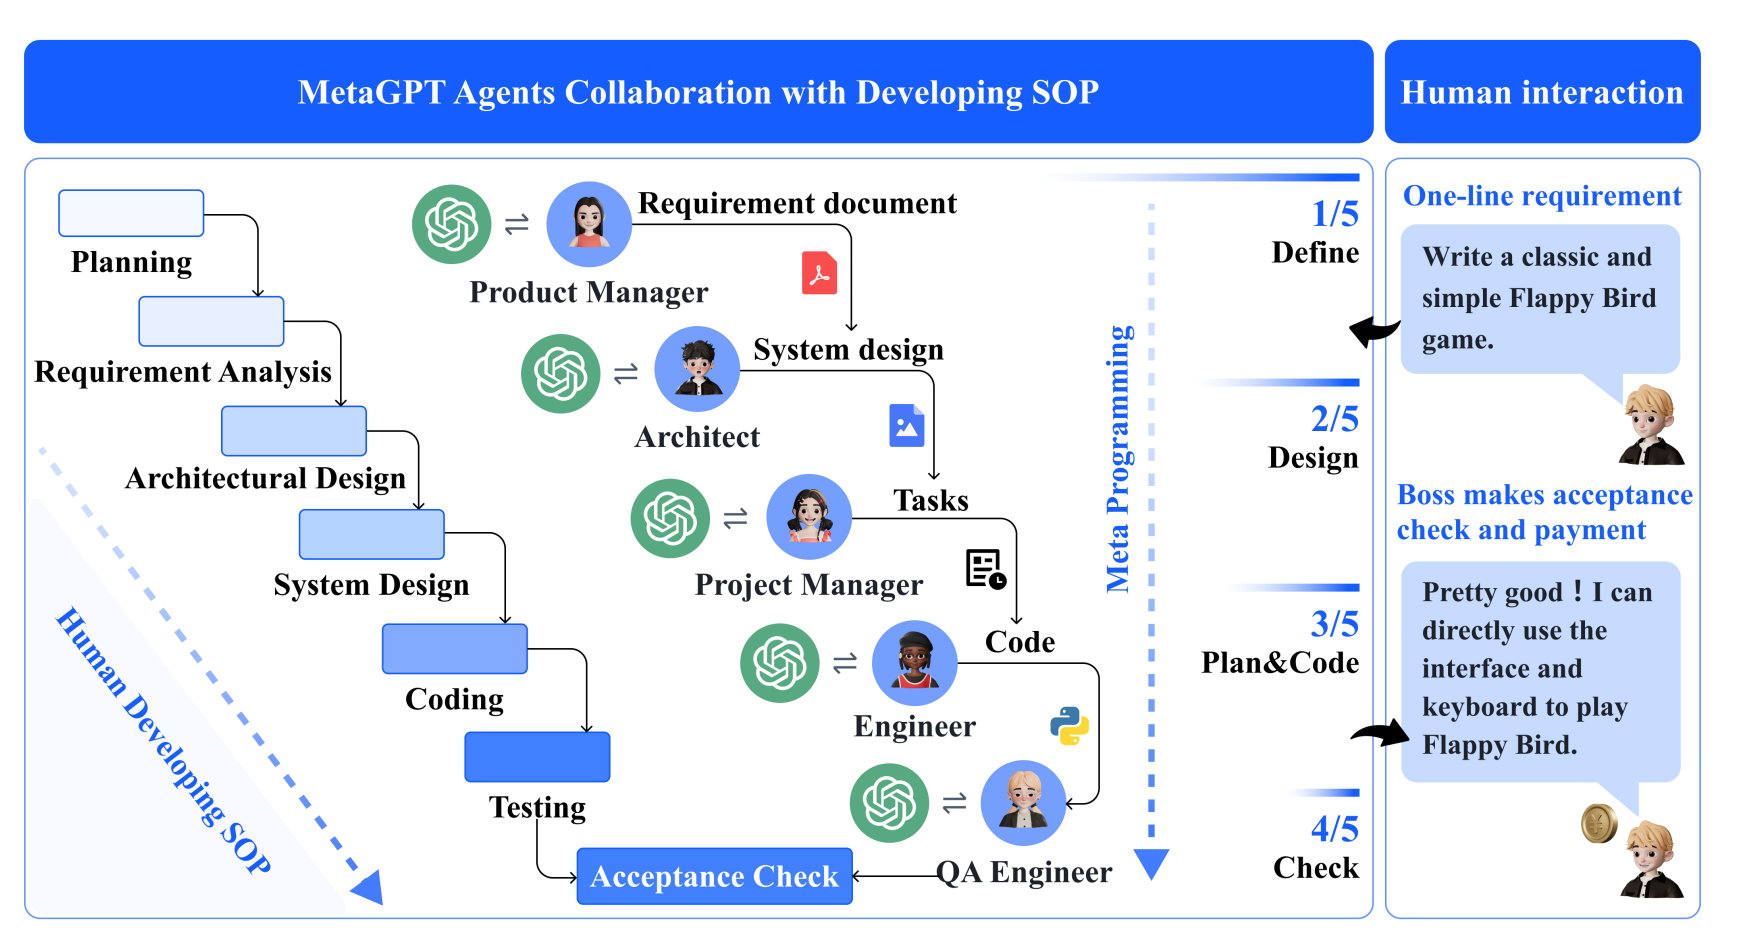 MetaGPT Agents Collaboration with Developing SOP
Human interaction
Planning
Requirement Analysis
Architectural Design
System Design
Coding
Testing
Acceptance Check
Human Developing SOP
Requirement document
Product Manager
System design
Architect
Tasks
Project Manager
Code
Engineer
QA Engineer
Meta Programming
1/5
Define
2/5
Design
3/5
Plan&Code
4/5
Check
One-line requirement
Write a classic and
simple Flappy Bird
game.
Boss makes acceptance
check and payment
Pretty good！I can
directly use the
interface and
keyboard to play
Flappy Bird.
¥